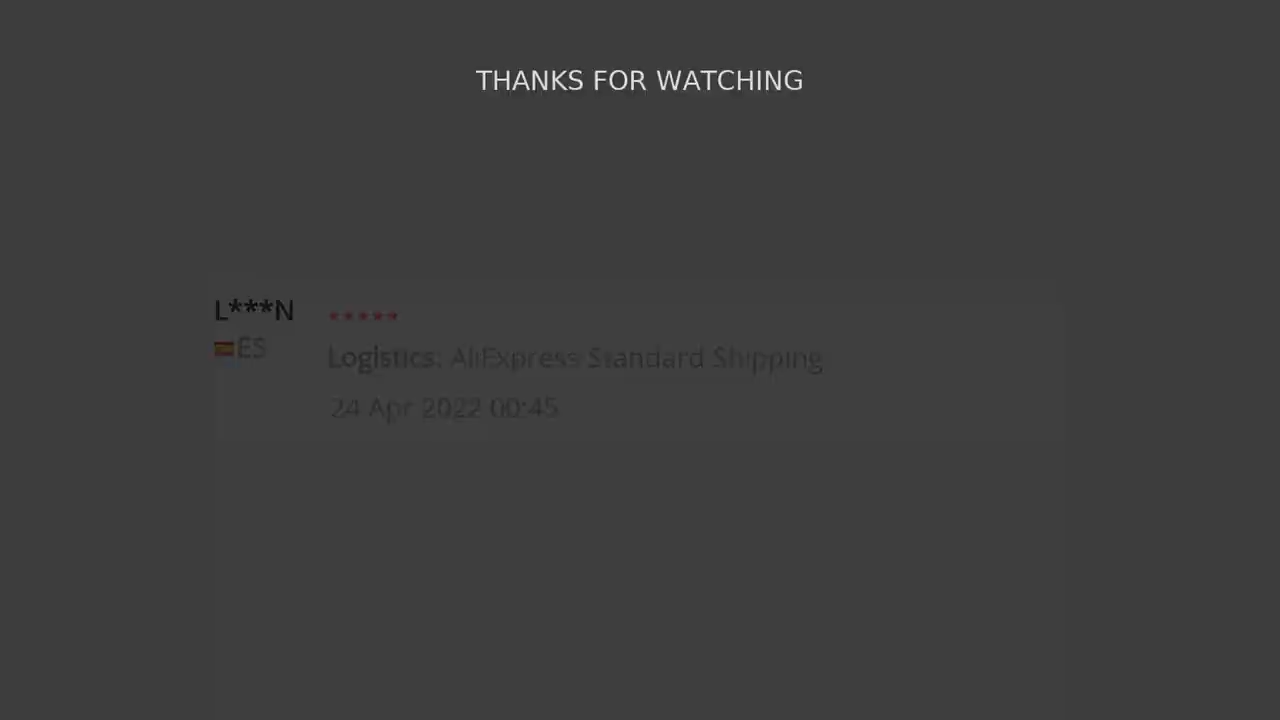 THANKS FOR WATCHING
L***N
ES
Logistics: AliExpress Standard Shipping
24 Apr 2022 00:45